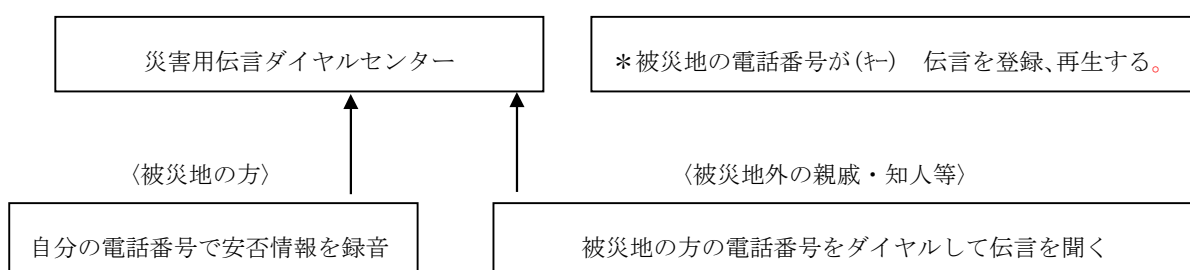 災害用伝言ダイヤルセンター
＊被災地の電話番号が(キー)　伝言を登録、再生する。
〈被災地の方〉
〈被災地外の親戚・知人等〉
自分の電話番号で安否情報を録音
被災地の方の電話番号をダイヤルして伝言を聞く